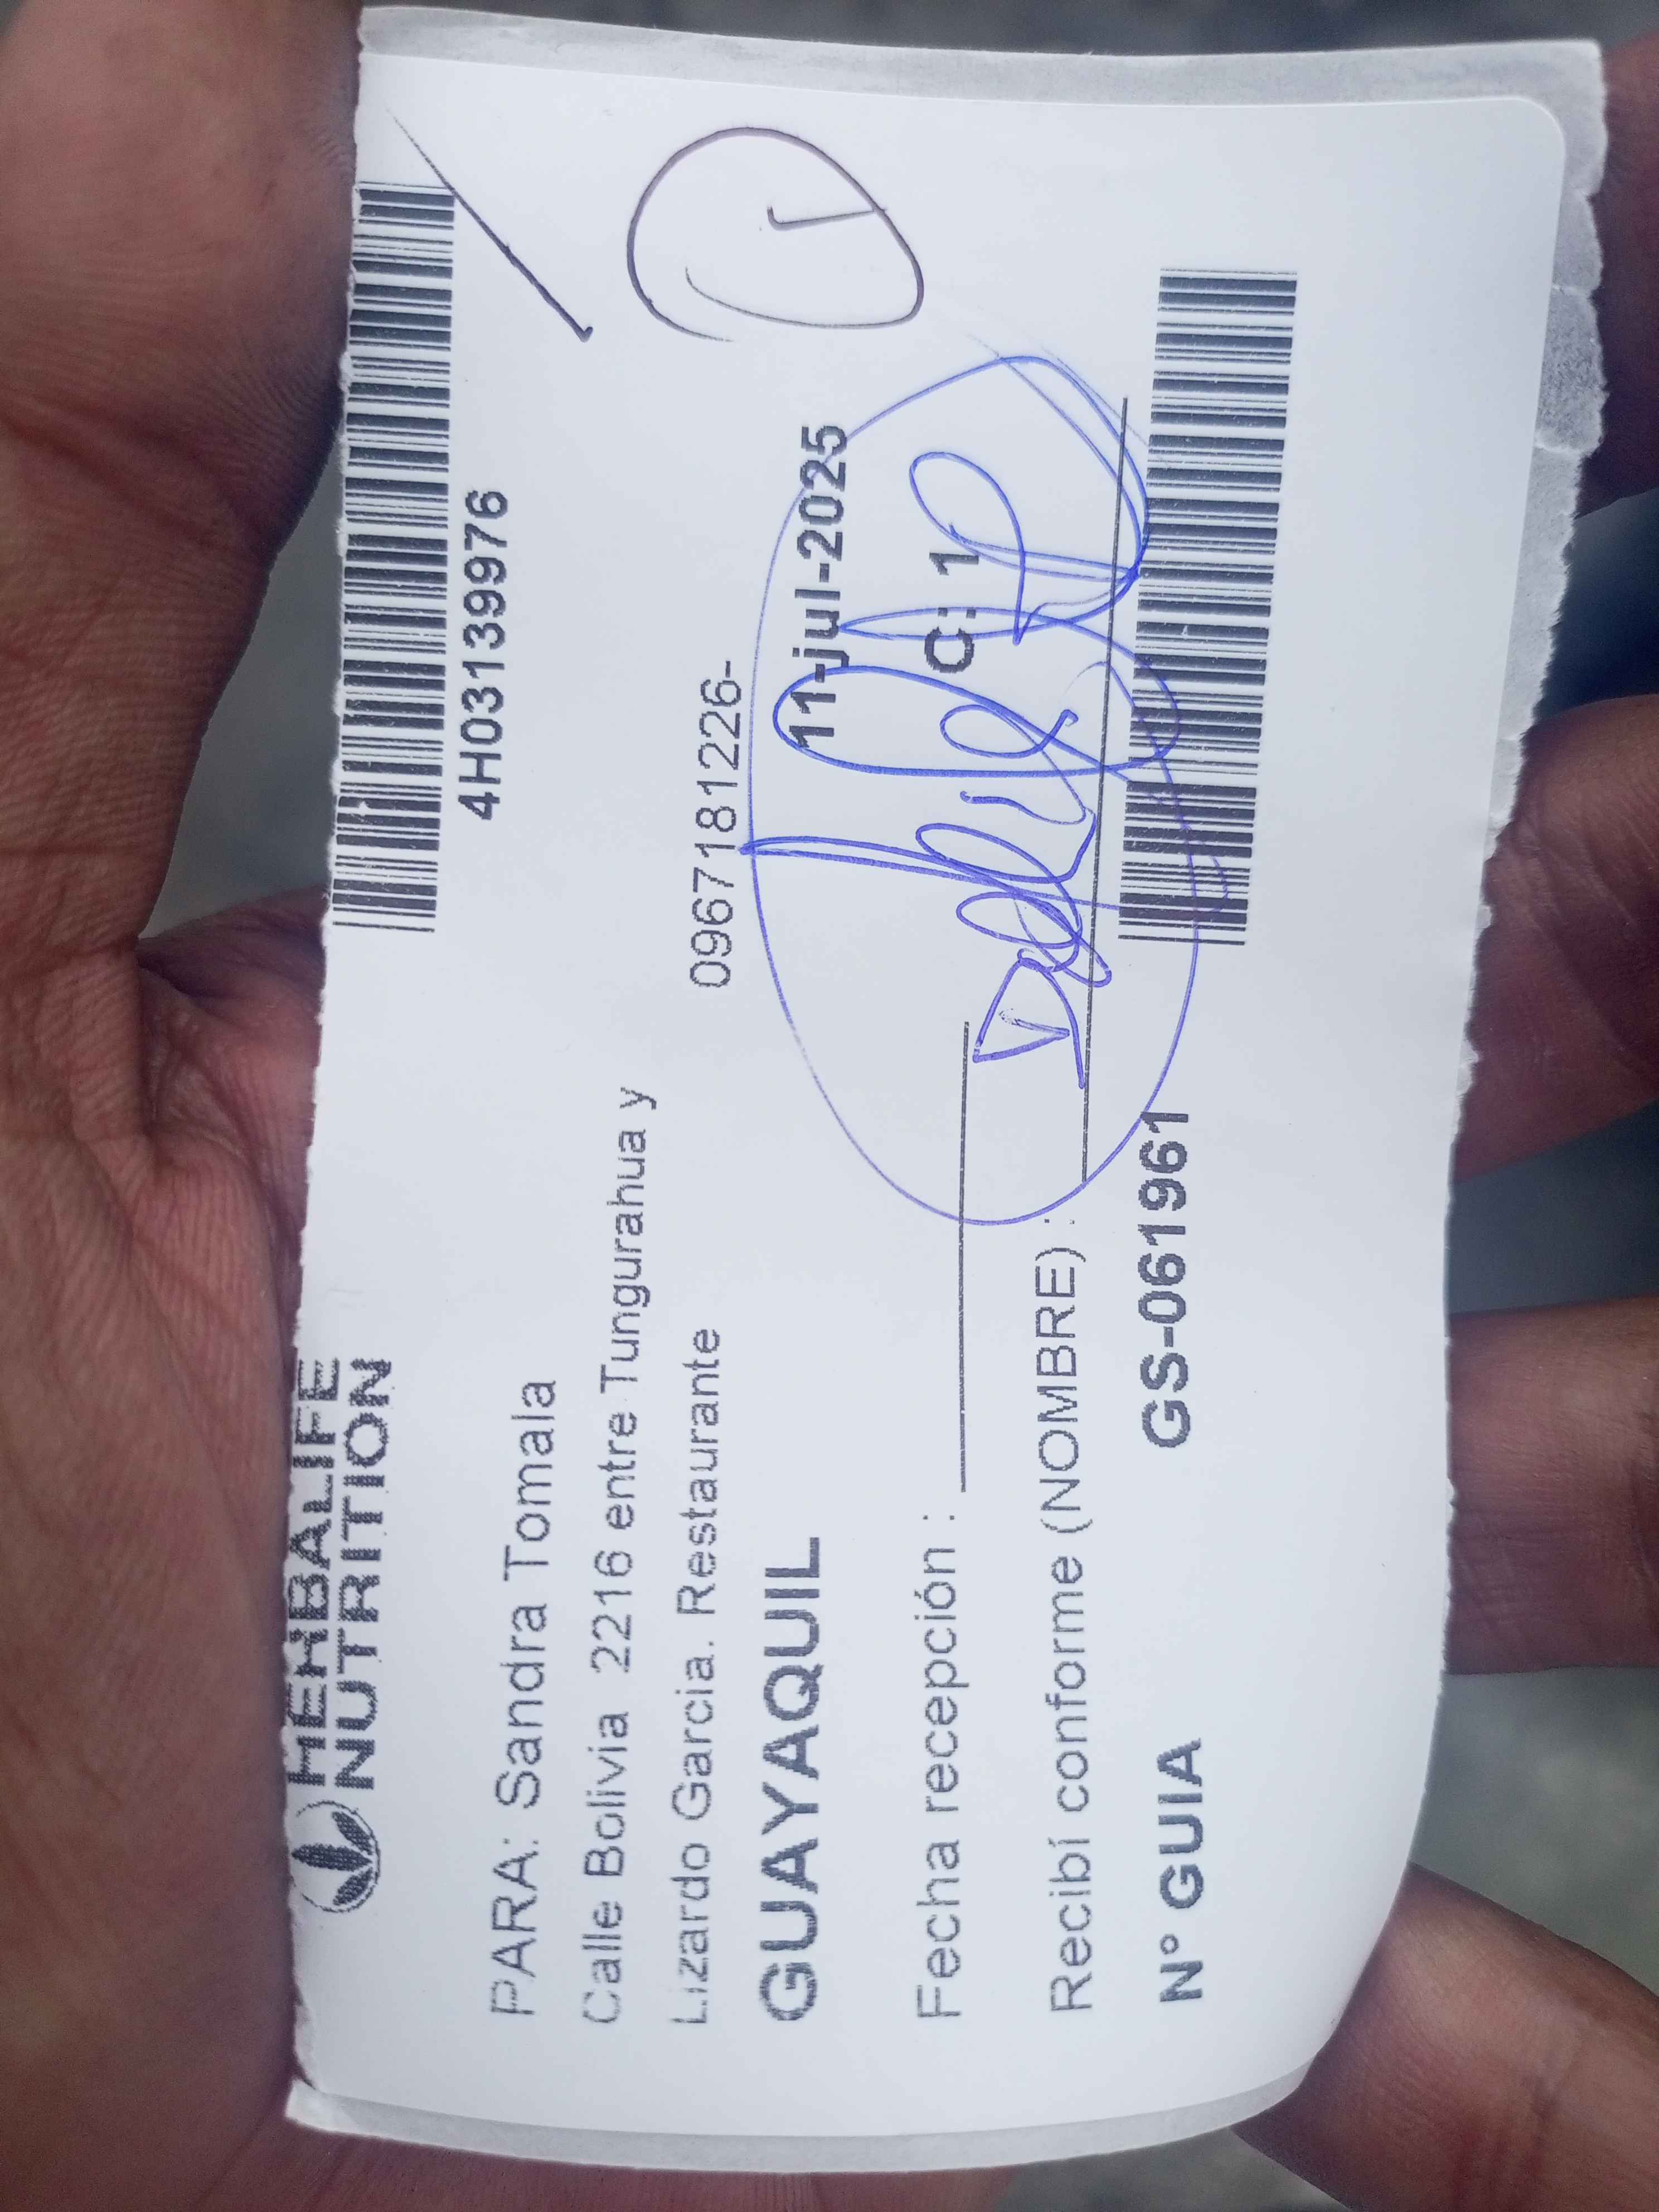 HERBALIFE
NUTRITION
4H03139976
PARA: Sandra Tomala
Calle Bolivia 2216 entre Tungurahua y
Lizardo Garcia. Restaurante
0967181226-
GUAYAQUIL
11-jul-2025
Fecha recepción :
C: 1
Recibí conforme (NOMBRE) :
N° GUIA
GS-061961